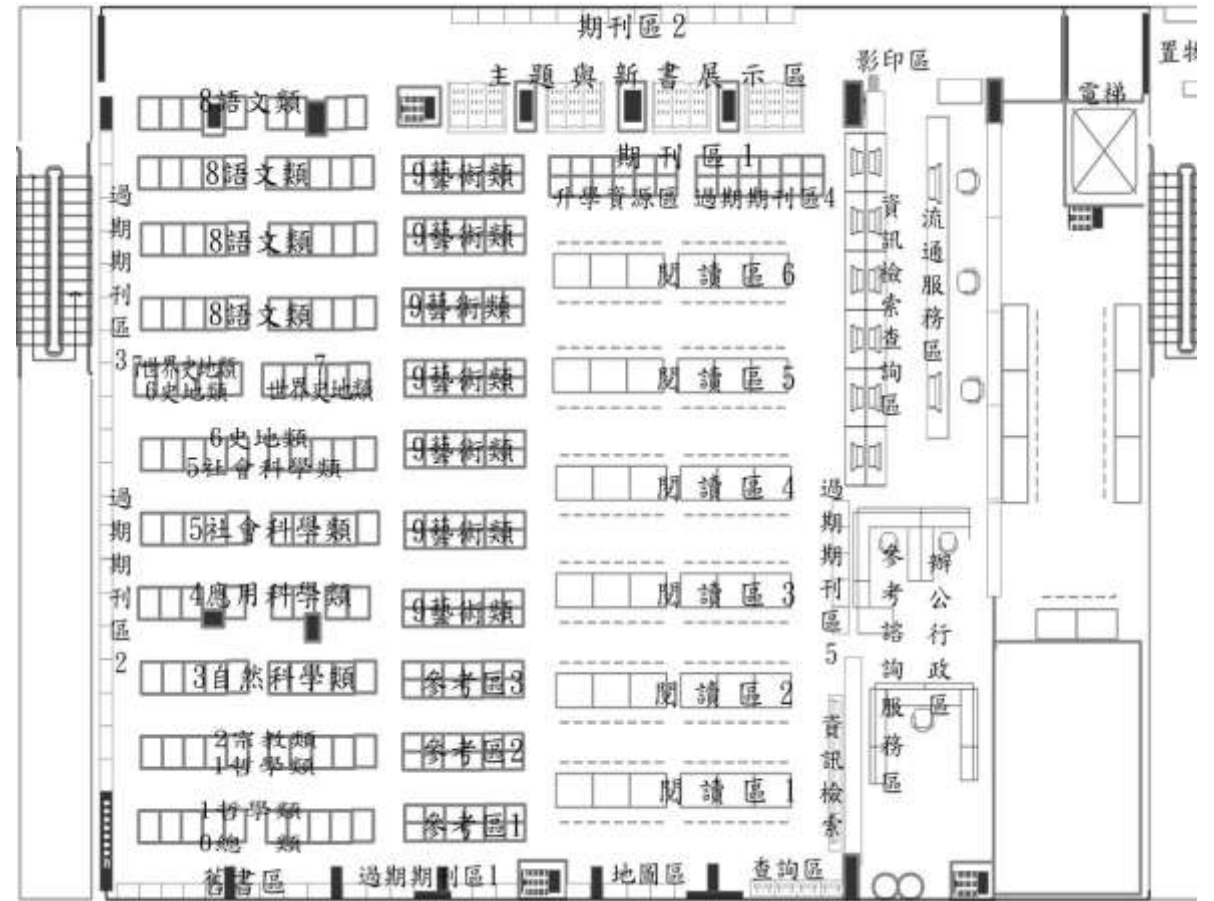 期刊區2
主題與新書展示區
影印區
置物
電梯
8語文類
期刊區1
8語文類
9藝術類
升學資源區
過期期刊區4
過期期刊區3
8語文類
9藝術類
閱讀區6
資訊檢索查詢區
流通服務區
8語文類
9藝術類
7世界史地類
6史地類
7
世界史地類
9藝術類
閱讀區5
6史地類
5社會科學類
9藝術類
閱讀區4
過期期刊區2
過期期刊區5
5社會科學類
9藝術類
參考諮詢服務區
辦公行政區
4應用科學類
9藝術類
閱讀區3
3自然科學類
參考區3
閱讀區2
2宗教類
1哲學類
參考區2
資訊檢索
閱讀區1
1哲學類
0總類
參考區1
舊書區
過期期刊區1
地圖區
查詢區